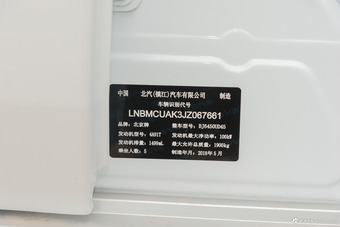 中国 北汽(镇江)汽车有限公司 制造
车辆识别代号
LNBMCUAK3JZ067661
品牌：北京牌 整车型号：BJ6450UD4S
发动机型号：4A91T 发动机最大净功率：100kW
发动机排量：1499mL 最大允许总质量：1900kg
乘坐人数：5 制造年月：2018年5月